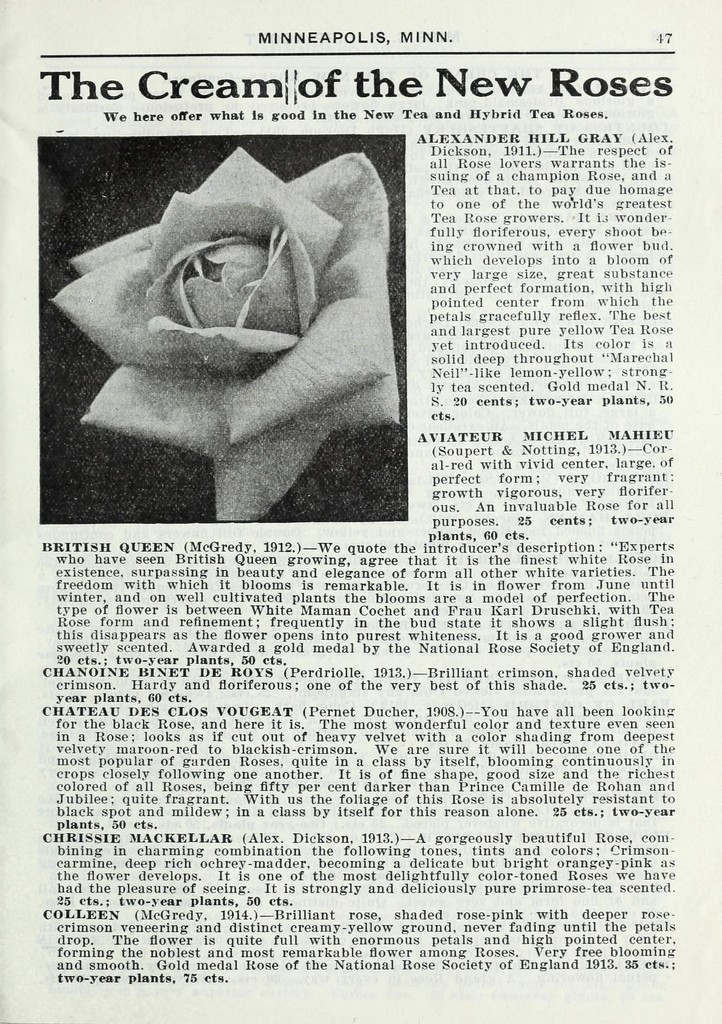 MINNEAPOLIS, MINN. 47
The Cream of the New Roses
We here offer what is good in the New Tea and Hybrid Tea Roses.
ALEXANDER HILL GRAY (Alex.
Dickson, 1911.)—The respect of
all Rose lovers warrants the is-
suing of a champion Rose, and a
Tea at that, to pay due homage
to one of the world's greatest
Tea Rose growers. It is wonder-
fully floriferous, every shoot be-
ing crowned with a flower bud,
which develops into a bloom of
very large size, great substance
and perfect formation, with high
pointed center from which the
petals gracefully reflex. The best
and largest pure yellow Tea Rose
yet introduced. Its color is a
solid deep throughout "Marechal
Neil"-like lemon-yellow; strong-
ly tea scented. Gold medal N. R.
S. 20 cents; two-year plants, 50
cts.
AVIATEUR MICHEL MAHIEU
(Soupert & Notting, 1913.)—Cor-
al-red with vivid center, large, of
perfect form; very fragrant;
growth vigorous, very florifer-
ous. An invaluable Rose for all
purposes. 25 cents; two-year
plants, 60 cts.
BRITISH QUEEN (McGredy, 1912.)—We quote the introducer's description: "Experts
who have seen British Queen growing, agree that it is the finest white Rose in
existence, surpassing in beauty and elegance of form all other white varieties. The
freedom with which it blooms is remarkable. It is in flower from June until
winter, and on well cultivated plants the blooms are a model of perfection. The
type of flower is between White Maman Cochet and Frau Karl Druschki, with Tea
Rose form and refinement; frequently in the bud state it shows a slight flush;
this disappears as the flower opens into purest whiteness. It is a good grower and
sweetly scented. Awarded a gold medal by the National Rose Society of England.
20 cts.; two-year plants, 50 cts.
CHANOINE BINET DE ROYS (Perdriolle, 1913.)—Brilliant crimson, shaded velvety
crimson. Hardy and floriferous; one of the very best of this shade. 25 cts.; two-
year plants, 60 cts.
CHATEAU DES CLOS VOUGEAT (Pernet Ducher, 1908.)—You have all been looking
for the black Rose, and here it is. The most wonderful color and texture even seen
in a Rose; looks as if cut out of heavy velvet with a color shading from deepest
velvety maroon-red to blackish-crimson. We are sure it will become one of the
most popular of garden Roses, quite in a class by itself, blooming continuously in
crops closely following one another. It is of fine shape, good size and the richest
colored of all Roses, being fifty per cent darker than Prince Camille de Rohan and
Jubilee; quite fragrant. With us the foliage of this Rose is absolutely resistant to
black spot and mildew; in a class by itself for this reason alone. 25 cts.; two-year
plants, 50 cts.
CHRISSIE MACKELLAR (Alex. Dickson, 1913.)—A gorgeously beautiful Rose, com-
bining in charming combination the following tones, tints and colors; Crimson-
carmine, deep rich ochrey-madder, becoming a delicate but bright orangey-pink as
the flower develops. It is one of the most delightfully color-toned Roses we have
had the pleasure of seeing. It is strongly and deliciously pure primrose-tea scented.
25 cts.; two-year plants, 50 cts.
COLLEEN (McGredy, 1914.)—Brilliant rose, shaded rose-pink with deeper rose-
crimson veneering and distinct creamy-yellow ground, never fading until the petals
drop. The flower is quite full with enormous petals and high pointed center,
forming the noblest and most remarkable flower among Roses. Very free blooming
and smooth. Gold medal Rose of the National Rose Society of England 1913. 35 cts.;
two-year plants, 75 cts.